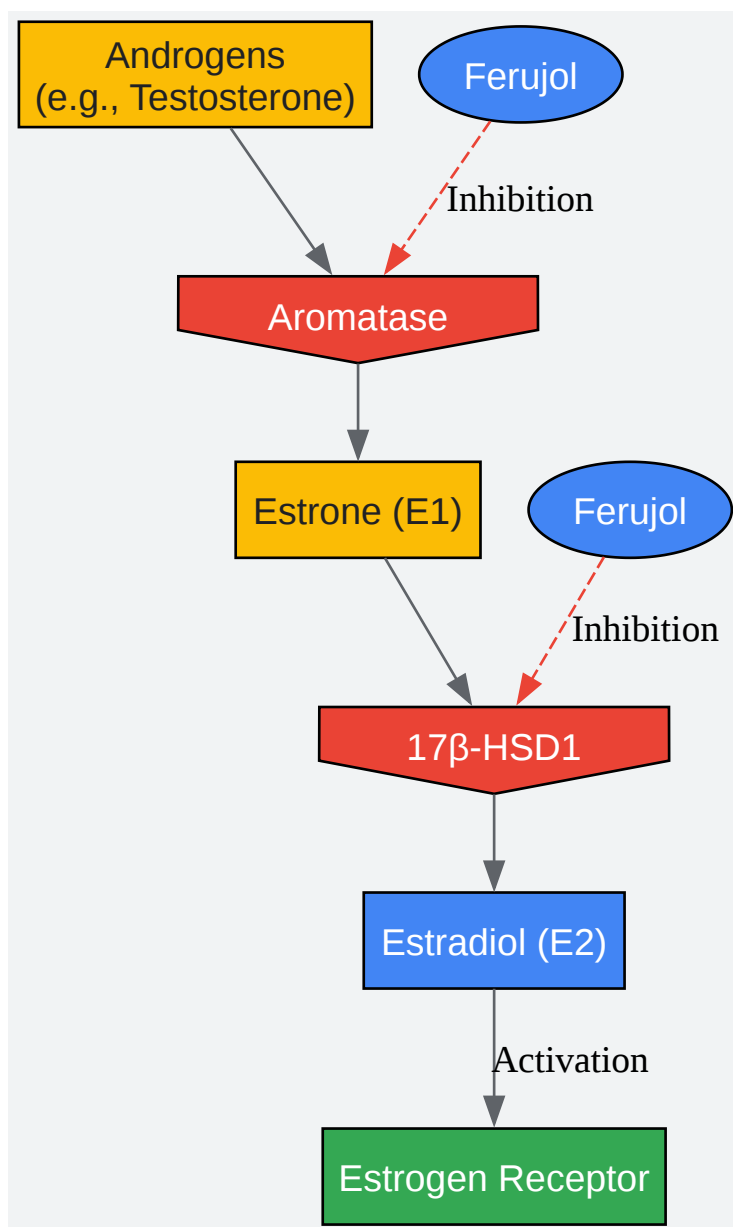 Androgens
(e.g., Testosterone)
Ferujol
Inhibition
Aromatase
Estrone (E1)
Ferujol
Inhibition
17β-HSD1
Estradiol (E2)
Activation
Estrogen Receptor